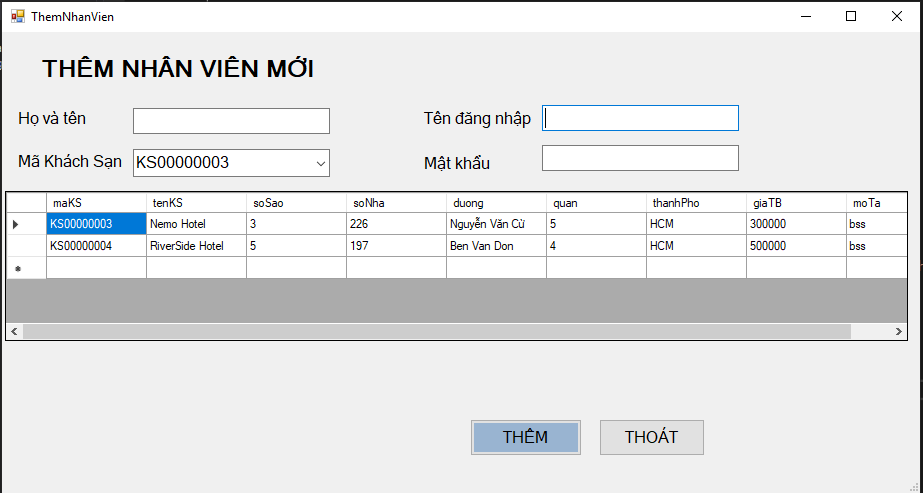 ThemNhanVien
THÊM NHÂN VIÊN MỚI
Họ và tên
Tên đăng nhập
Mã Khách Sạn KS00000003
Mật khẩu
maKS tenKS soSao soNha duong quan thanhPho giaTB moTa
KS00000003 Nemo Hotel 3 226 Nguyễn Văn Cừ 5 HCM 300000 bss
KS00000004 RiverSide Hotel 5 197 Ben Van Don 4 HCM 500000 bss
THÊM THOÁT